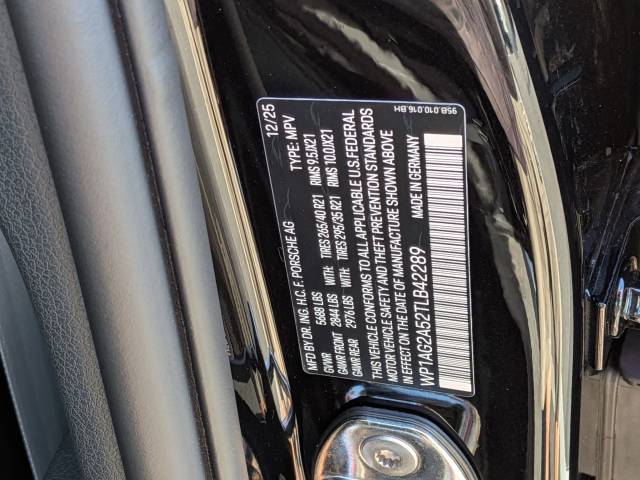 12/25
MFD BY DR. ING. H.C. F. PORSCHE AG TYPE: MPV
GVWR 5688 LBS
GAWR FRONT 2844 LBS WITH: TIRES 265/40 R21 RIMS 9.5JX21
GAWR REAR 2976 LBS WITH: TIRES 295/35 R21 RIMS 10.0JX21
THIS VEHICLE CONFORMS TO ALL APPLICABLE U.S.FEDERAL
MOTOR VEHICLE SAFETY AND THEFT PREVENTION STANDARDS
IN EFFECT ON THE DATE OF MANUFACTURE SHOWN ABOVE
WP1AG2A52TLB42289 MADE IN GERMANY
95B.010.016.BH